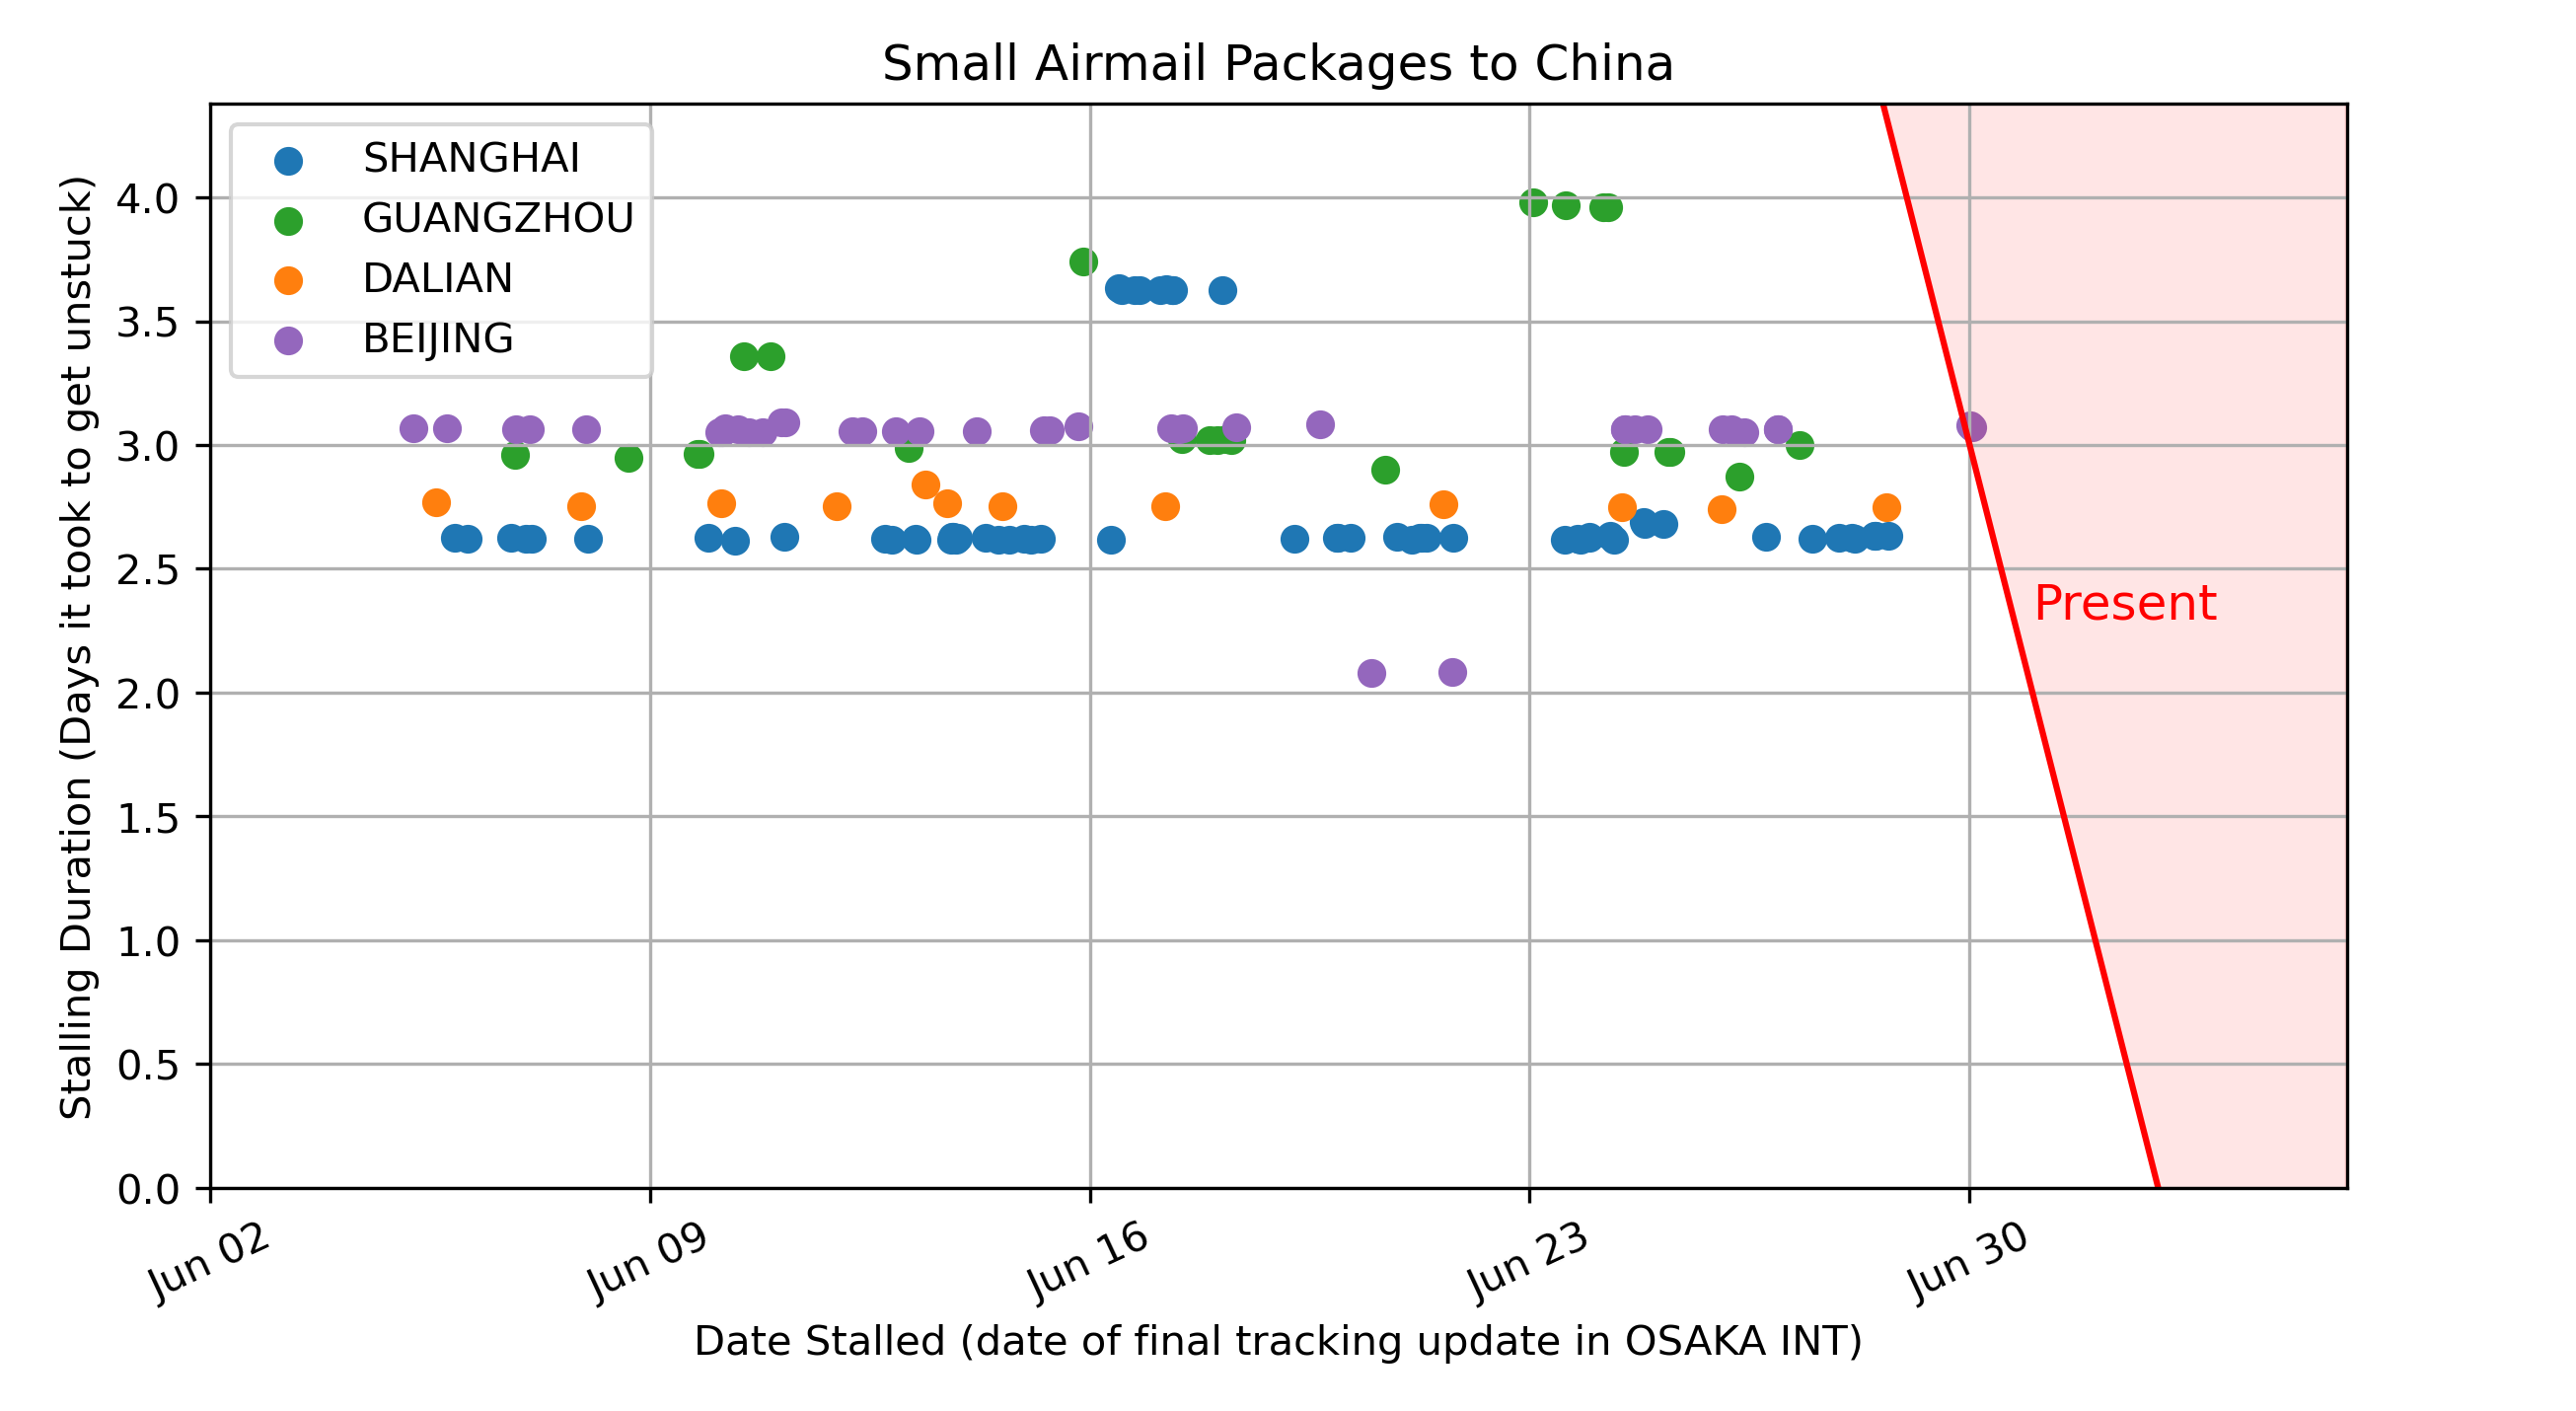 Small Airmail Packages to China
Stalling Duration (Days it took to get unstuck)
4.0
3.5
3.0
2.5
2.0
1.5
1.0
0.5
0.0
SHANGHAI
GUANGZHOU
DALIAN
BEIJING
Present
Jun 02
Jun 09
Jun 16
Jun 23
Jun 30
Date Stalled (date of final tracking update in OSAKA INT)